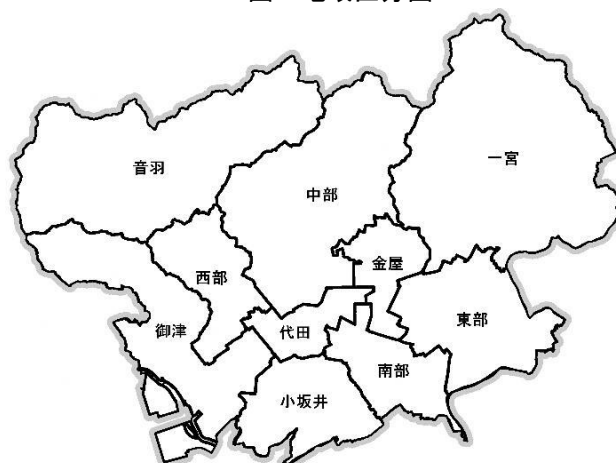 音羽
一宮
中部
金屋
西部
御津
代田
東部
南部
小坂井